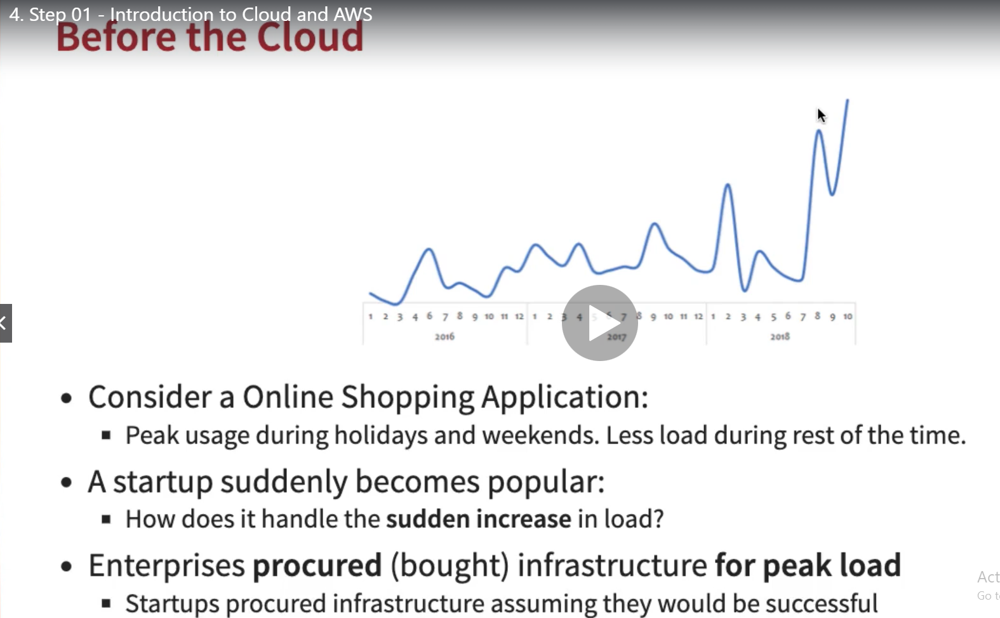 4. Step 01 - Introduction to Cloud and AWS
Before the Cloud
1 2 3 4 6 7 8 9 10 11 12 1 2 3 4 5 6 7 8 9 10 11 12 1 2 3 4 5 6 7 8 9 10
2016 2017 2018
• Consider a Online Shopping Application:
▪ Peak usage during holidays and weekends. Less load during rest of the time.
• A startup suddenly becomes popular:
▪ How does it handle the sudden increase in load?
• Enterprises procured (bought) infrastructure for peak load
Act
▪ Startups procured infrastructure assuming they would be successful
Go t